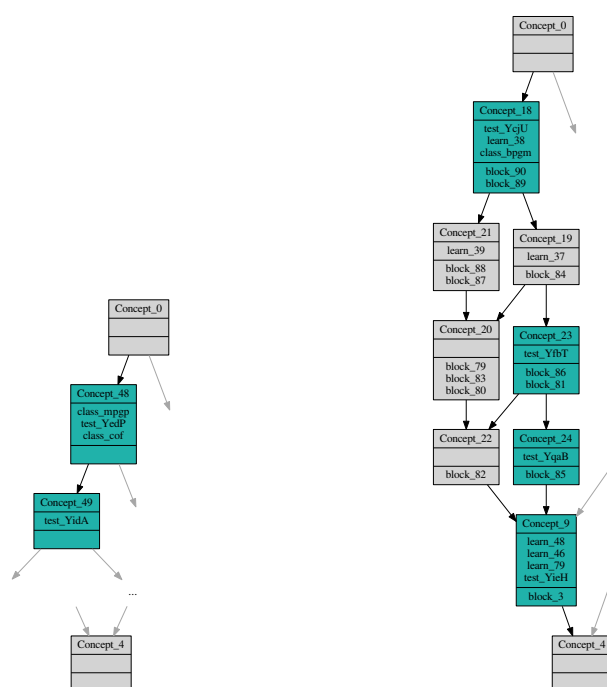 Concept_0
Concept_48
class_mpgp
test_YedP
class_cof
Concept_49
test_YidA
...
Concept_4
Concept_0
Concept_18
test_YcjU
learn_38
class_bpgm
block_90
block_89
Concept_21
learn_39
block_88
block_87
Concept_19
learn_37
block_84
Concept_20
block_79
block_83
block_80
Concept_23
test_YfbT
block_86
block_81
Concept_22
block_82
Concept_24
test_YqaB
block_85
Concept_9
learn_48
learn_46
learn_79
test_YieH
block_3
Concept_4